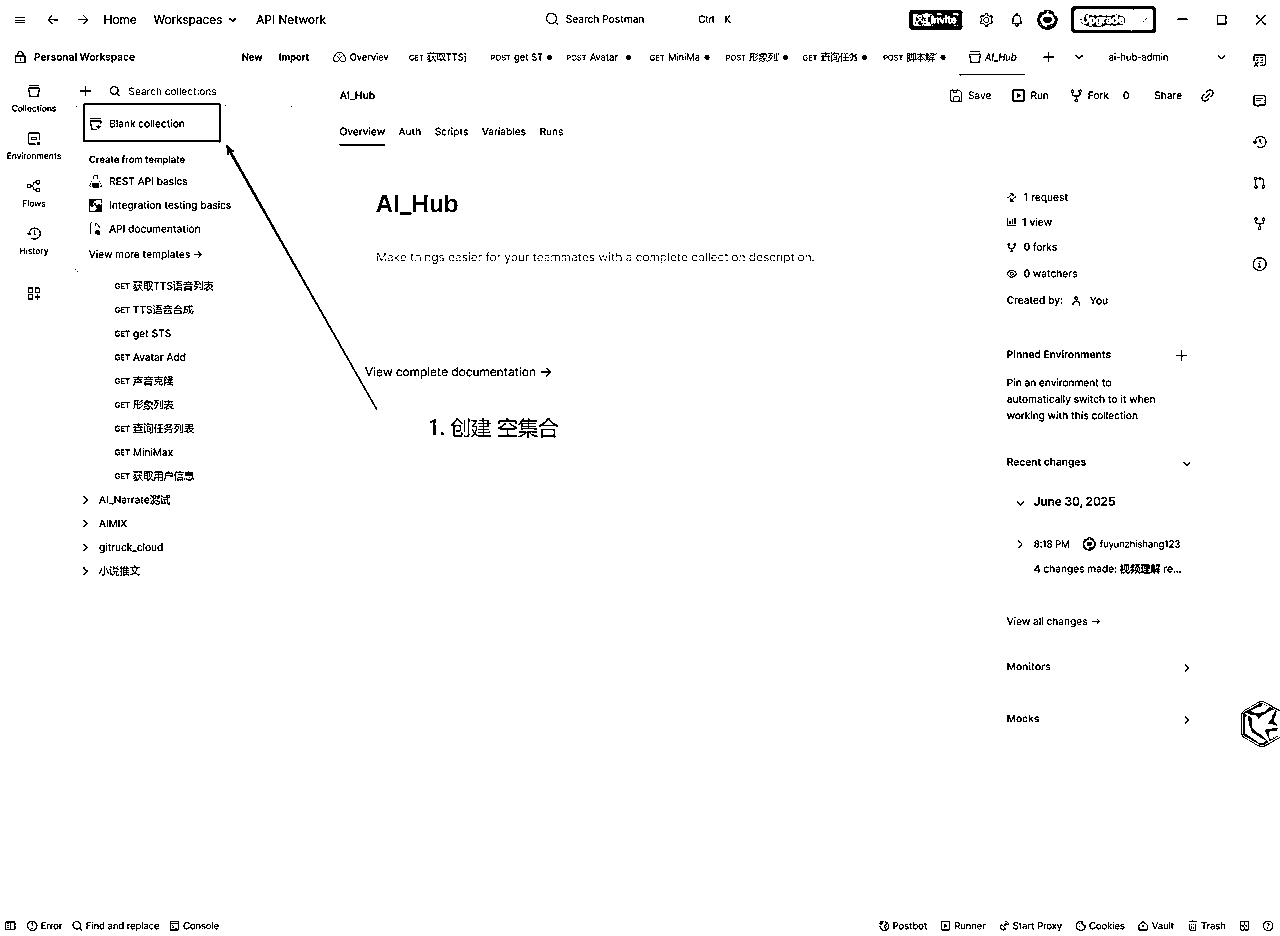 Home Workspaces API Network Search Postman Ctrl K Invite Upgrade
Personal Workspace New Import Overview GET 获取TTS POST get ST POST Avatar GET MiniMa POST 形象列 GET 查询任务 POST 脚本解 AI_Hub ai-hub-admin
Collections
Environments
Flows
History
Search collections
Blank collection
Create from template
REST API basics
Integration testing basics
API documentation
View more templates →
GET 获取TTS语音列表
GET TTS语音合成
GET get STS
GET Avatar Add
GET 声音克隆
GET 形象列表
GET 查询任务列表
GET MiniMax
GET 获取用户信息
AI_Narrate测试
AIMIX
gitruck_cloud
小说推文
AI_Hub Save Run Fork 0 Share
Overview Auth Scripts Variables Runs
AI_Hub
Make things easier for your teammates with a complete collection description.
View complete documentation →
1. 创建 空集合
1 request
1 view
0 forks
0 watchers
Created by: You
Pinned Environments
Pin an environment to
automatically switch to it when
working with this collection
Recent changes
June 30, 2025
8:18 PM fuyunzhishang123
4 changes made: 视频理解 re...
View all changes →
Monitors
Mocks
Error Find and replace Console Postbot Runner Start Proxy Cookies Vault Trash